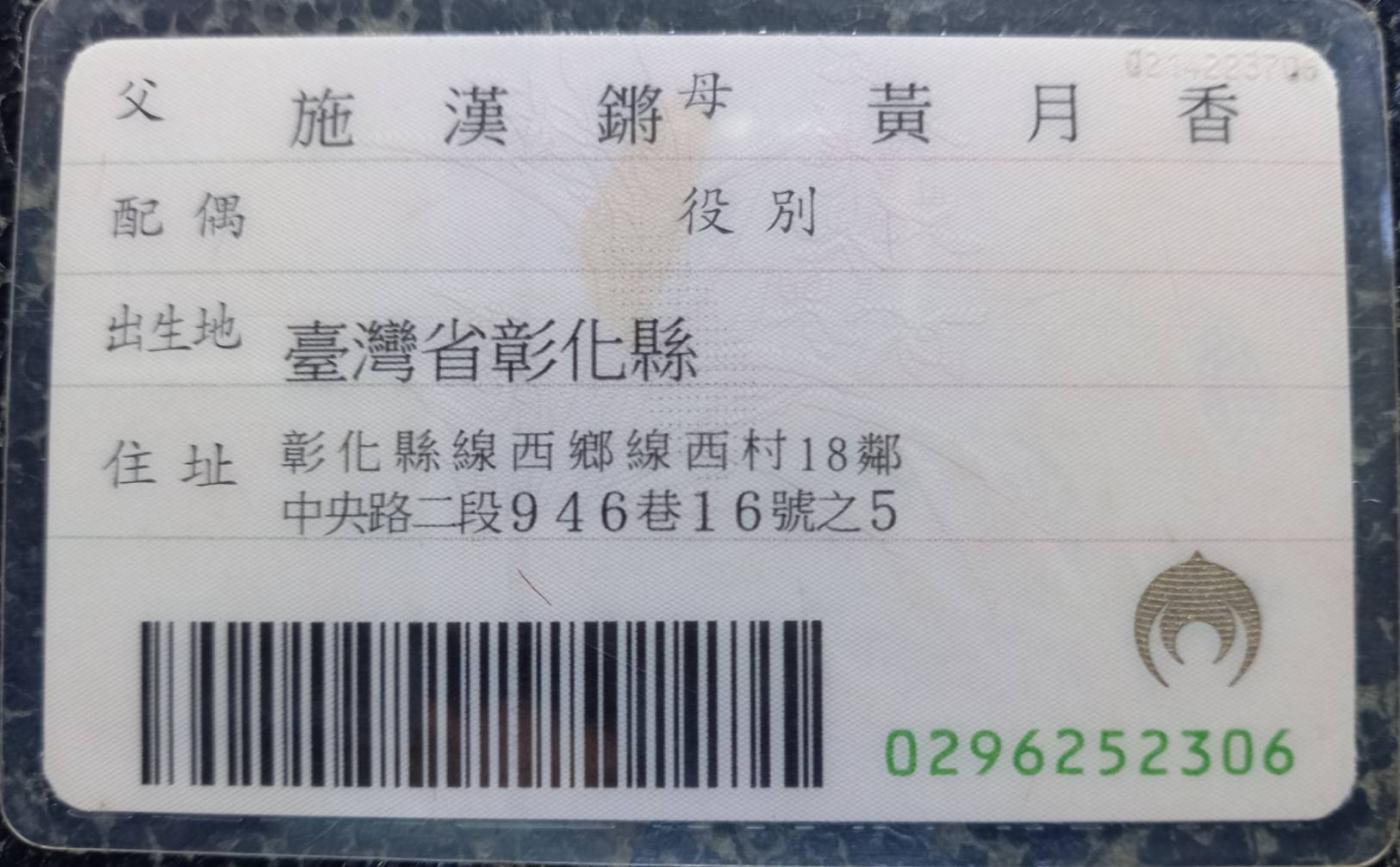 父 施漢鏘 母 黃月香
配偶 役別
出生地 臺灣省彰化縣
住址 彰化縣線西鄉線西村18鄰
中央路二段946巷16號之5
0296252306